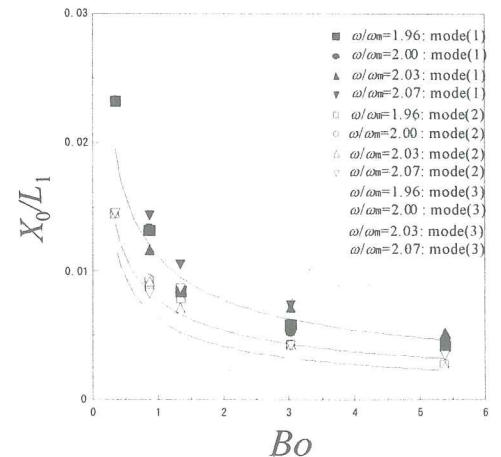 0.03
0.02
0.01
0
X₀/L₁
ω/ωm=1.96: mode(1)
ω/ωm=2.00: mode(1)
ω/ωm=2.03: mode(1)
ω/ωm=2.07: mode(1)
ω/ωm=1.96: mode(2)
ω/ωm=2.00: mode(2)
ω/ωm=2.03: mode(2)
ω/ωm=2.07: mode(2)
ω/ωm=1.96: mode(3)
ω/ωm=2.00: mode(3)
ω/ωm=2.03: mode(3)
ω/ωm=2.07: mode(3)
0 1 2 3 4 5 6
Bo